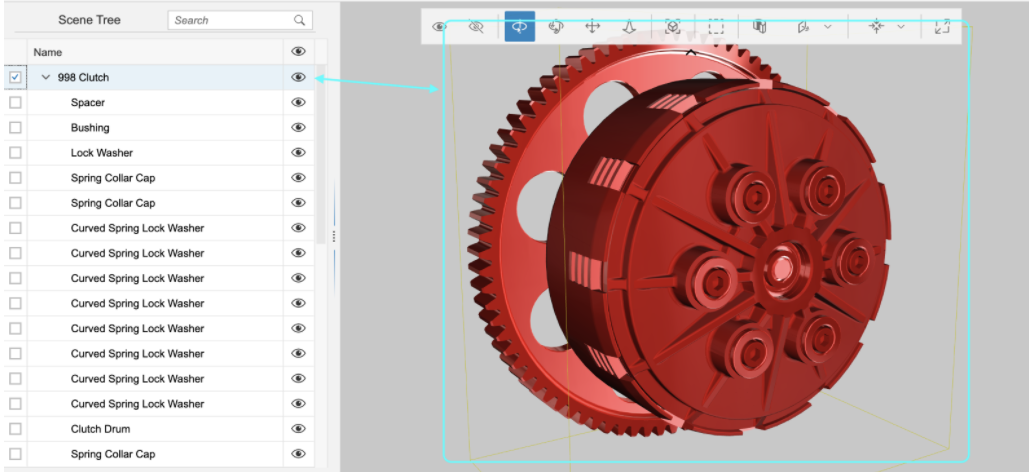 Scene Tree
Search
Name
998 Clutch
Spacer
Bushing
Lock Washer
Spring Collar Cap
Spring Collar Cap
Curved Spring Lock Washer
Curved Spring Lock Washer
Curved Spring Lock Washer
Curved Spring Lock Washer
Curved Spring Lock Washer
Curved Spring Lock Washer
Curved Spring Lock Washer
Curved Spring Lock Washer
Clutch Drum
Spring Collar Cap